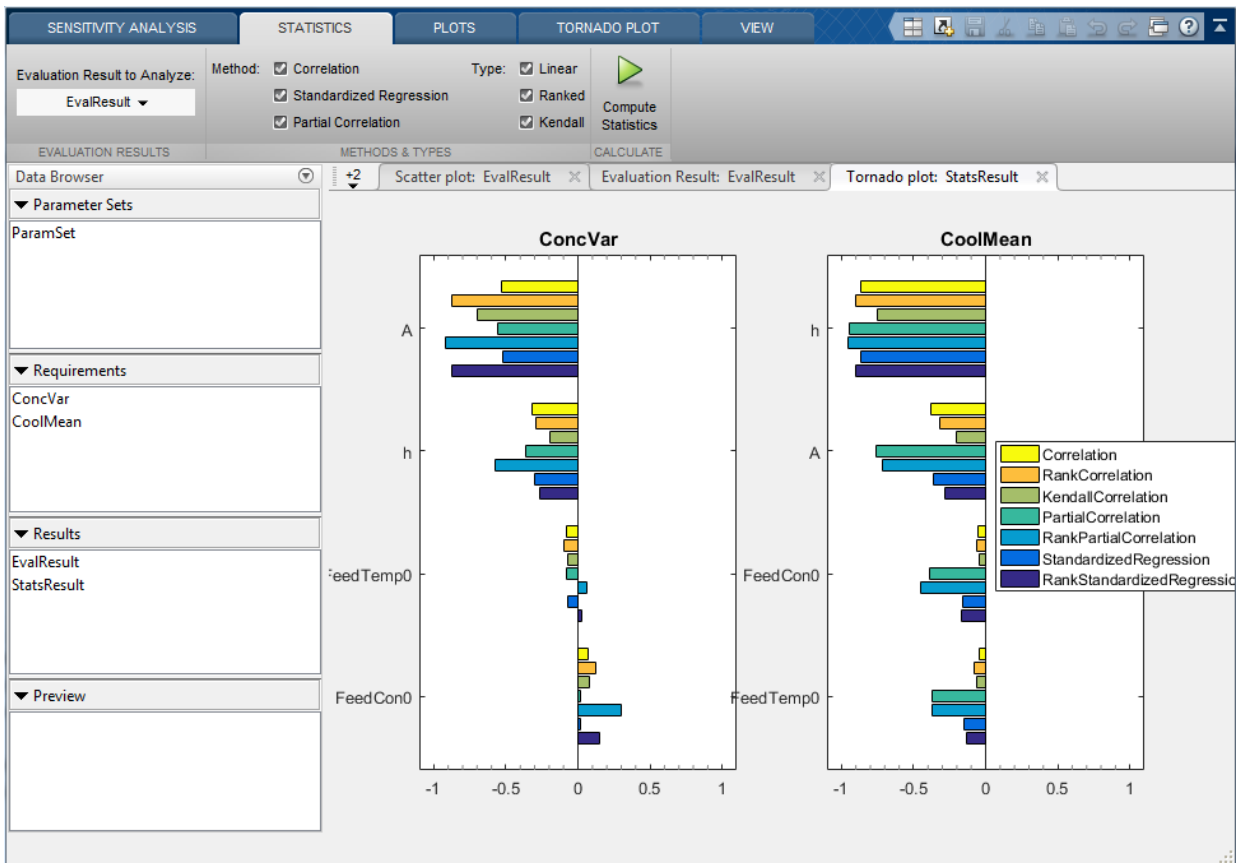 SENSITIVITY ANALYSIS STATISTICS PLOTS TORNADO PLOT VIEW
Evaluation Result to Analyze:
EvalResult
EVALUATION RESULTS
Method: Correlation
Standardized Regression
Partial Correlation
Type: Linear
Ranked
Kendall
METHODS & TYPES
Compute
Statistics
CALCULATE
Data Browser
Parameter Sets
ParamSet
Requirements
ConcVar
CoolMean
Results
EvalResult
StatsResult
Preview
+2 Scatter plot: EvalResult Evaluation Result: EvalResult Tornado plot: StatsResult
ConcVar
A
h
FeedTemp0
FeedCon0
-1 -0.5 0 0.5 1
CoolMean
h
A
FeedCon0
FeedTemp0
-1 -0.5 0 0.5 1
Correlation
RankCorrelation
KendallCorrelation
PartialCorrelation
RankPartialCorrelation
StandardizedRegression
RankStandardizedRegressio